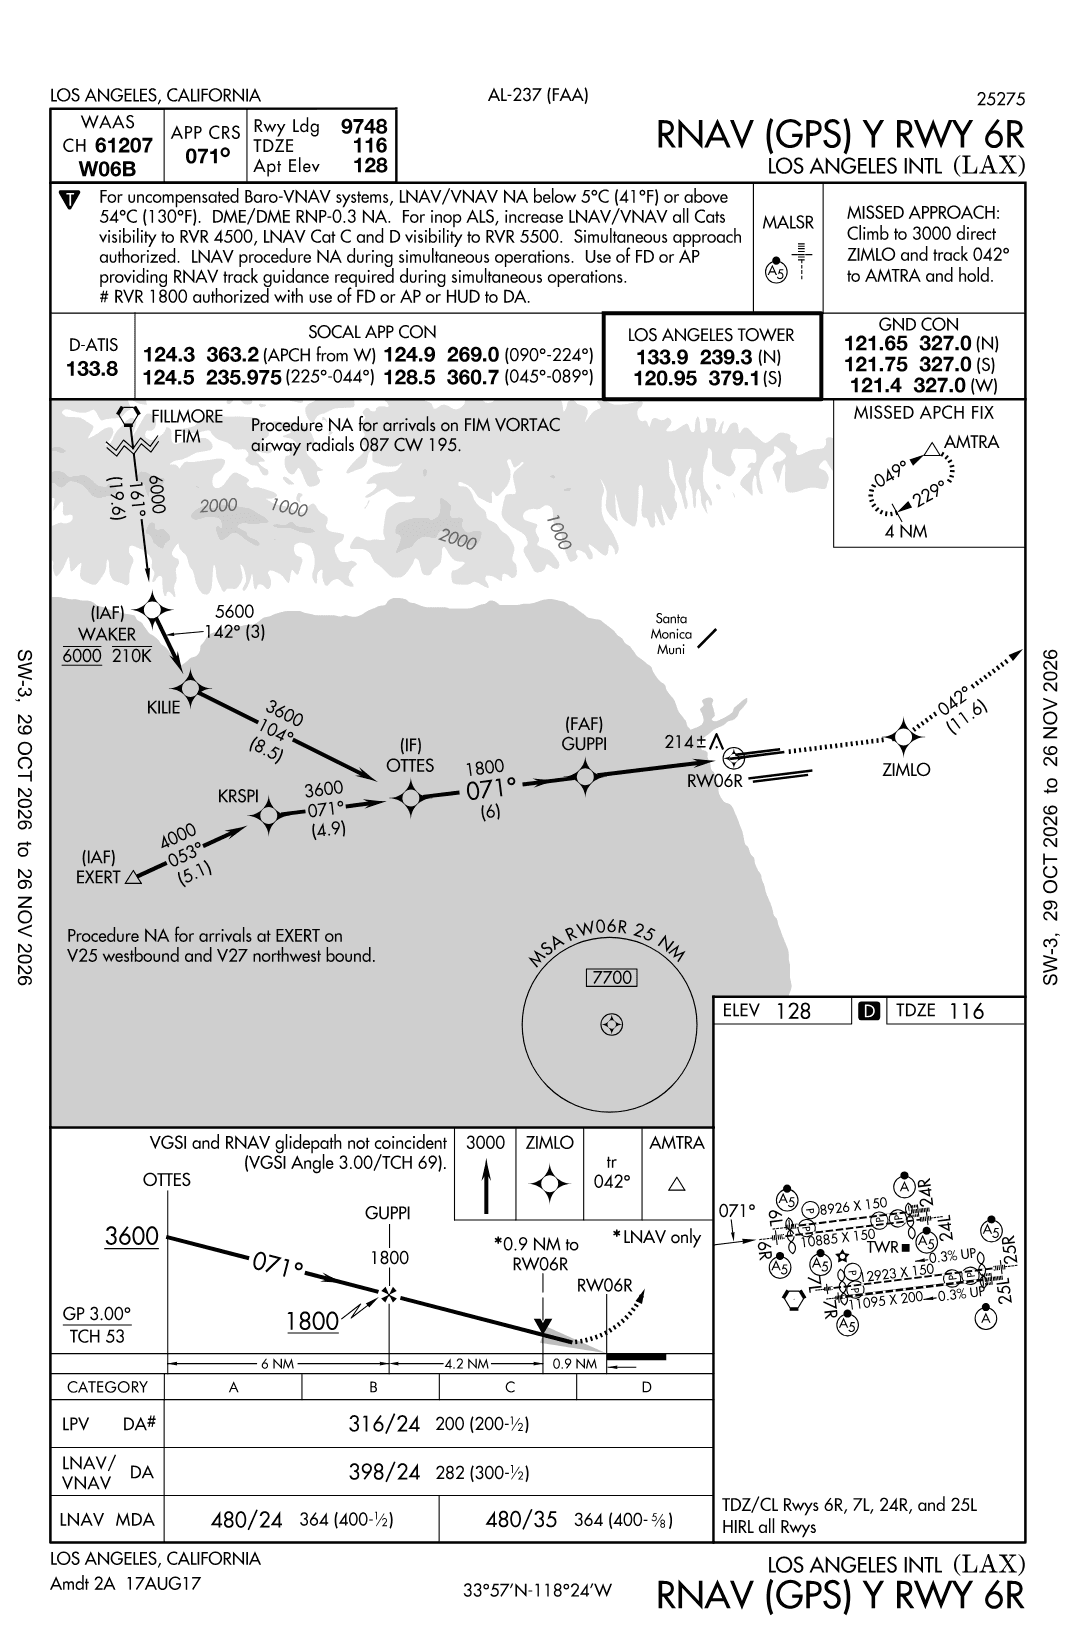 LOS ANGELES, CALIFORNIA
AL-237 (FAA)
25275
WAAS
CH 61207
W06B
APP CRS
071°
Rwy Ldg 9748
TDZE 116
Apt Elev 128
RNAV (GPS) Y RWY 6R
LOS ANGELES INTL (LAX)
T
For uncompensated Baro-VNAV systems, LNAV/VNAV NA below 5°C (41°F) or above
54°C (130°F). DME/DME RNP-0.3 NA. For inop ALS, increase LNAV/VNAV all Cats
visibility to RVR 4500, LNAV Cat C and D visibility to RVR 5500. Simultaneous approach
authorized. LNAV procedure NA during simultaneous operations. Use of FD or AP
providing RNAV track guidance required during simultaneous operations.
# RVR 1800 authorized with use of FD or AP or HUD to DA.
MALSR
A5
MISSED APPROACH:
Climb to 3000 direct
ZIMLO and track 042°
to AMTRA and hold.
D-ATIS
133.8
SOCAL APP CON
124.3 363.2 (APCH from W) 124.9 269.0 (090°-224°)
124.5 235.975 (225°-044°) 128.5 360.7 (045°-089°)
LOS ANGELES TOWER
133.9 239.3 (N)
120.95 379.1 (S)
GND CON
121.65 327.0 (N)
121.75 327.0 (S)
121.4 327.0 (W)
FILLMORE
FIM
Procedure NA for arrivals on FIM VORTAC
airway radials 087 CW 195.
MISSED APCH FIX
AMTRA
049°
229°
4 NM
6000
161°
(19.6)
2000
1000
2000
1000
(IAF)
WAKER
6000 210K
5600
142° (3)
KILIE
3600
104°
(8.5)
Santa
Monica
Muni
(IF)
OTTES
(FAF)
GUPPI
214±
RW06R
042°
(11.6)
ZIMLO
KRSPI
3600
071°
(4.9)
1800
071°
(6)
4000
053°
(5.1)
(IAF)
EXERT
Procedure NA for arrivals at EXERT on
V25 westbound and V27 northwest bound.
MSA RW06R 25 NM
7700
SW-3, 29 OCT 2026 to 26 NOV 2026
SW-3, 29 OCT 2026 to 26 NOV 2026
ELEV 128
D
TDZE 116
VGSI and RNAV glidepath not coincident
(VGSI Angle 3.00/TCH 69).
3000
ZIMLO
tr
042°
AMTRA
OTTES
3600
071°
GUPPI
1800
1800
*0.9 NM to
RW06R
*LNAV only
RW06R
GP 3.00°
TCH 53
6 NM
4.2 NM
0.9 NM
071°
A5
A
6L
6R
24R
24L
P
P
P
8926 X 150
10885 X 150
TWR
A5
A5
A5
A5
0.3% UP
7L
7R
25R
25L
P
P
P
P
12923 X 150
11095 X 200
0.3% UP
A5
A
CATEGORY A B C D
LPV DA# 316/24 200 (200-½)
LNAV/
VNAV DA 398/24 282 (300-½)
LNAV MDA 480/24 364 (400-½) 480/35 364 (400-⅝)
TDZ/CL Rwys 6R, 7L, 24R, and 25L
HIRL all Rwys
LOS ANGELES, CALIFORNIA
Amdt 2A 17AUG17
33°57'N-118°24'W
LOS ANGELES INTL (LAX)
RNAV (GPS) Y RWY 6R